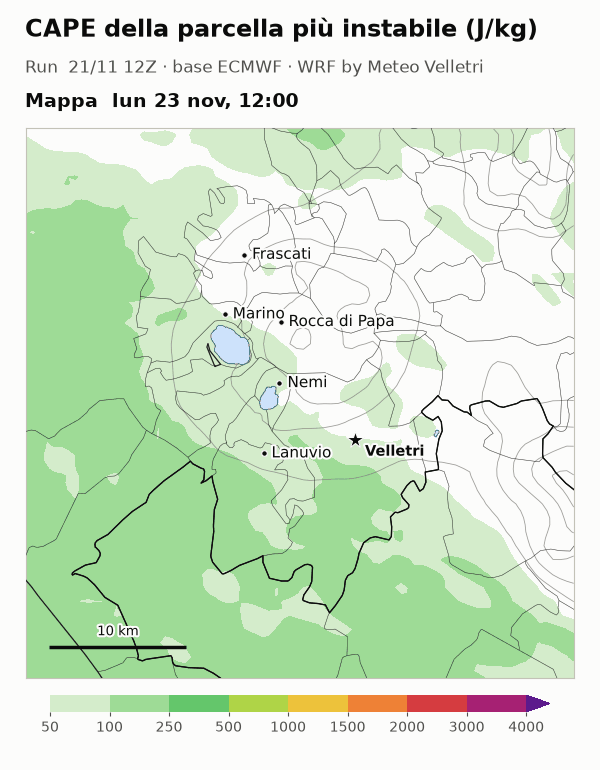 CAPE della parcella più instabile (J/kg)
Run  21/11 12Z · base ECMWF · WRF by Meteo Velletri
Mappa  lun 23 nov, 12:00
Frascati
Marino
Rocca di Papa
Nemi
Velletri
Lanuvio
10 km
50 100 250 500 1000 1500 2000 3000 4000